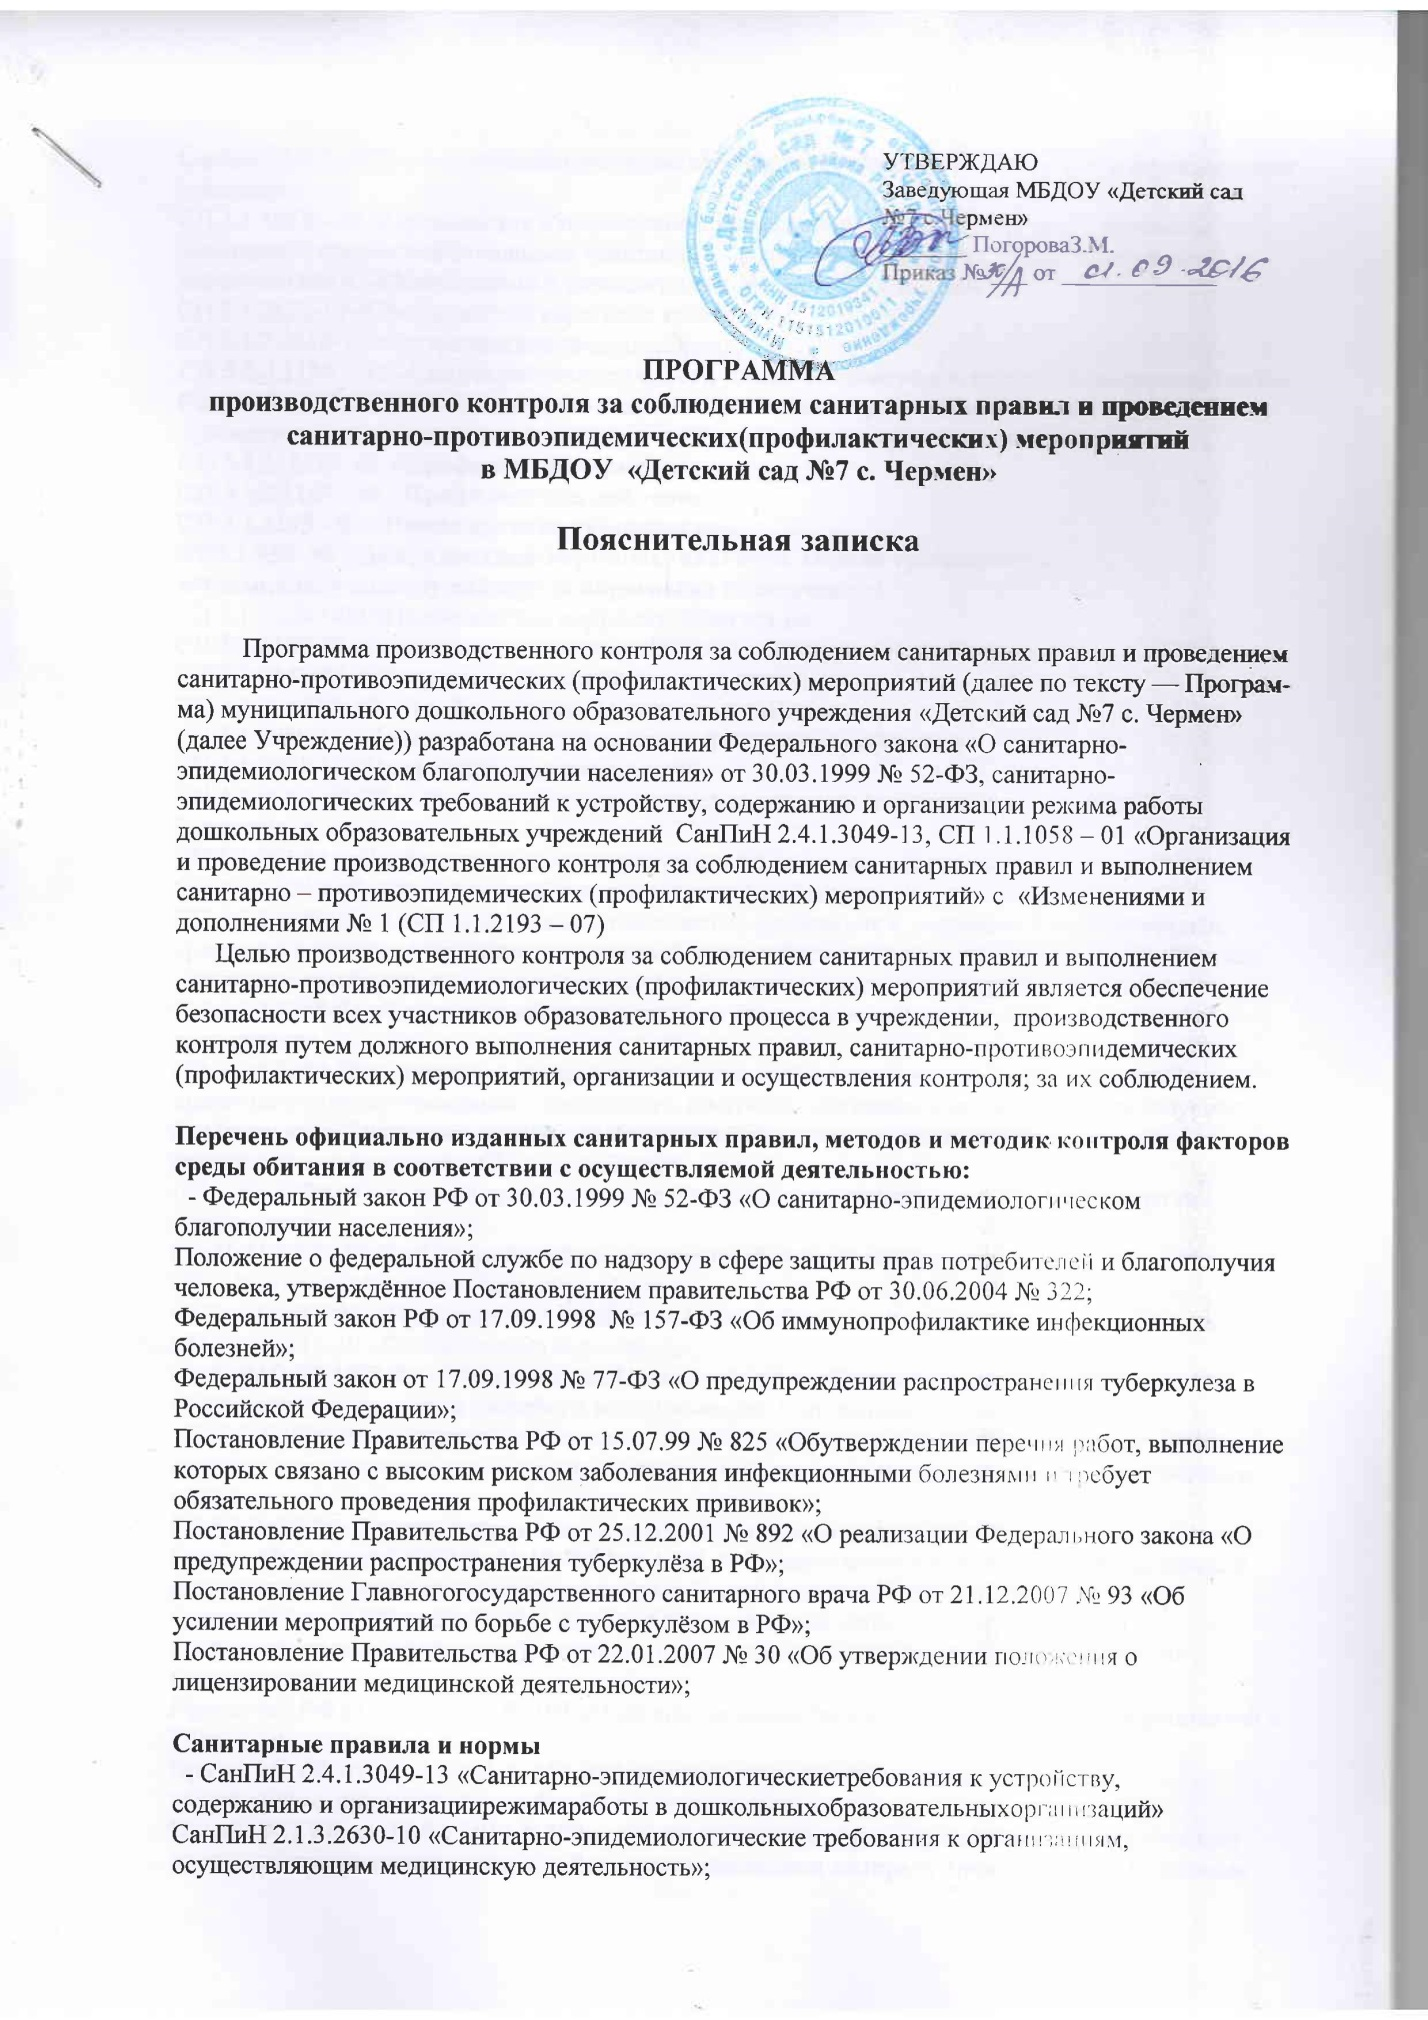 УТВЕРЖДАЮ
Заведующая МБДОУ «Детский сад
№7 с.Чермен»
ПогороваЗ.М.
Приказ № от 01.09.2016
Детский сад №7
ИНН 1512019341
ПРОГРАММА
производственного контроля за соблюдением санитарных правил и проведением
санитарно-противоэпидемических(профилактических) мероприятий
в МБДОУ «Детский сад №7 с. Чермен»
Пояснительная записка
Программа производственного контроля за соблюдением санитарных правил и проведением
санитарно-противоэпидемических (профилактических) мероприятий (далее по тексту — Програм-
ма) муниципального дошкольного образовательного учреждения «Детский сад №7 с. Чермен»
(далее Учреждение)) разработана на основании Федерального закона «О санитарно-
эпидемиологическом благополучии населения» от 30.03.1999 № 52-ФЗ, санитарно-
эпидемиологических требований к устройству, содержанию и организации режима работы
дошкольных образовательных учреждений СанПиН 2.4.1.3049-13, СП 1.1.1058 – 01 «Организация
и проведение производственного контроля за соблюдением санитарных правил и выполнением
санитарно – противоэпидемических (профилактических) мероприятий» с «Изменениями и
дополнениями № 1 (СП 1.1.2193 – 07)
Целью производственного контроля за соблюдением санитарных правил и выполнением
санитарно-противоэпидемиологических (профилактических) мероприятий является обеспечение
безопасности всех участников образовательного процесса в учреждении, производственного
контроля путем должного выполнения санитарных правил, санитарно-противоэпидемических
(профилактических) мероприятий, организации и осуществления контроля; за их соблюдением.
Перечень официально изданных санитарных правил, методов и методик контроля факторов
среды обитания в соответствии с осуществляемой деятельностью:
- Федеральный закон РФ от 30.03.1999 № 52-ФЗ «О санитарно-эпидемиологическом
благополучии населения»;
Положение о федеральной службе по надзору в сфере защиты прав потребителей и благополучия
человека, утверждённое Постановлением правительства РФ от 30.06.2004 № 322;
Федеральный закон РФ от 17.09.1998 № 157-ФЗ «Об иммунопрофилактике инфекционных
болезней»;
Федеральный закон от 17.09.1998 № 77-ФЗ «О предупреждении распространения туберкулеза в
Российской Федерации»;
Постановление Правительства РФ от 15.07.99 № 825 «Обутверждении перечня работ, выполнение
которых связано с высоким риском заболевания инфекционными болезнями и требует
обязательного проведения профилактических прививок»;
Постановление Правительства РФ от 25.12.2001 № 892 «О реализации Федерального закона «О
предупреждении распространения туберкулёза в РФ»;
Постановление Главногогосударственного санитарного врача РФ от 21.12.2007 № 93 «Об
усилении мероприятий по борьбе с туберкулёзом в РФ»;
Постановление Правительства РФ от 22.01.2007 № 30 «Об утверждении положения о
лицензировании медицинской деятельности»;
Санитарные правила и нормы
- СанПиН 2.4.1.3049-13 «Санитарно-эпидемиологическиетребования к устройству,
содержанию и организациирежимаработы в дошкольныхобразовательныхорганизаций»
СанПиН 2.1.3.2630-10 «Санитарно-эпидемиологические требования к организациям,
осуществляющим медицинскую деятельность»;